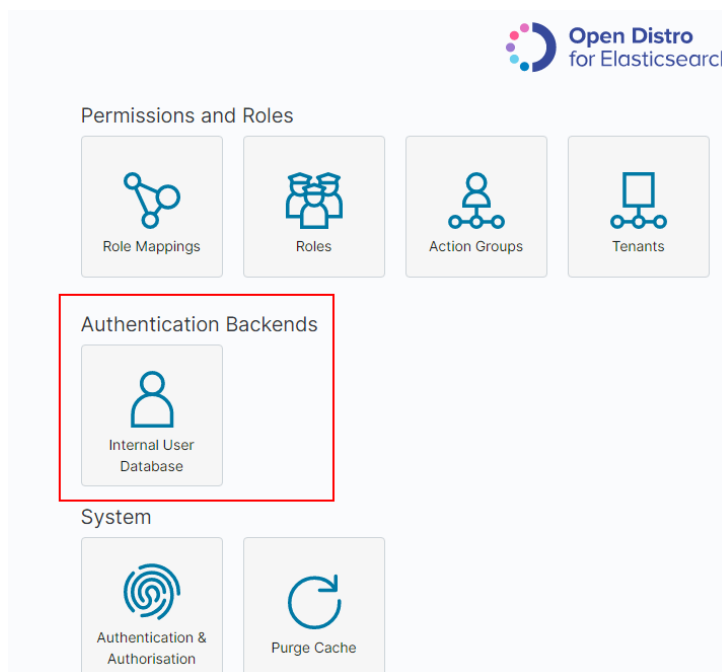 Open Distro
for Elasticsearch
Permissions and Roles
Role Mappings
Roles
Action Groups
Tenants
Authentication Backends
Internal User
Database
System
Authentication &
Authorisation
Purge Cache